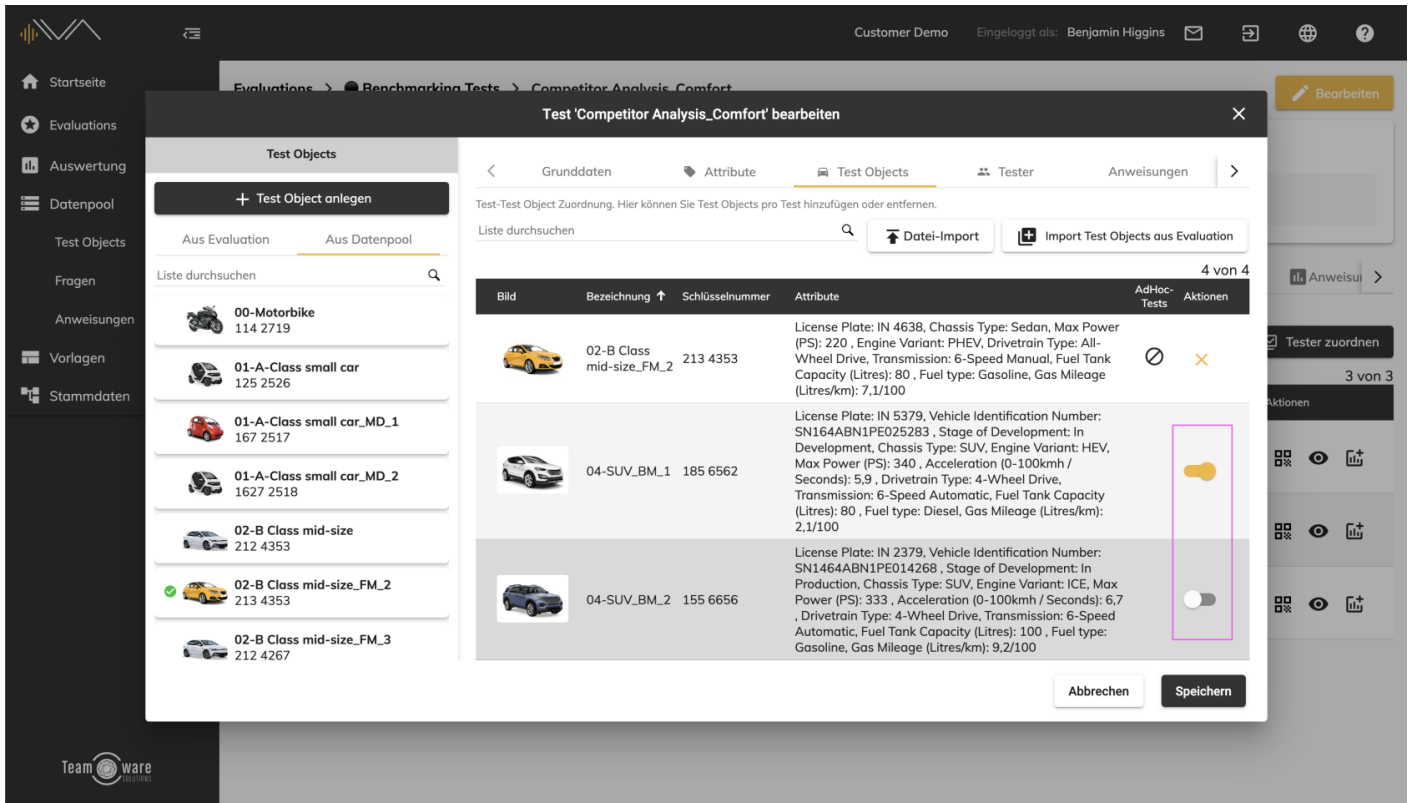 Customer Demo
Eingeloggt als: Benjamin Higgins
Startseite
Evaluations
Auswertung
Datenpool
Test Objects
Fragen
Anweisungen
Vorlagen
Stammdaten
Team ware
SOLUTIONS
Evaluations > Benchmarking Tests > Competitor Analysis_Comfort
Bearbeiten
Test 'Competitor Analysis_Comfort' bearbeiten
Test Objects
+ Test Object anlegen
Aus Evaluation
Aus Datenpool
Liste durchsuchen
00-Motorbike
114 2719
01-A-Class small car
125 2526
01-A-Class small car_MD_1
167 2517
01-A-Class small car_MD_2
1627 2518
02-B Class mid-size
212 4353
02-B Class mid-size_FM_2
213 4353
02-B Class mid-size_FM_3
212 4267
Grunddaten
Attribute
Test Objects
Tester
Anweisungen
Test-Test Object Zuordnung. Hier können Sie Test Objects pro Test hinzufügen oder entfernen.
Liste durchsuchen
Datei-Import
Import Test Objects aus Evaluation
4 von 4
Bild
Bezeichnung
Schlüsselnummer
Attribute
AdHoc-
Tests
Aktionen
02-B Class
mid-size_FM_2
213 4353
License Plate: IN 4638, Chassis Type: Sedan, Max Power
(PS): 220 , Engine Variant: PHEV, Drivetrain Type: All-
Wheel Drive, Transmission: 6-Speed Manual, Fuel Tank
Capacity (Litres): 80 , Fuel type: Gasoline, Gas Mileage
(Litres/km): 7,1/100
04-SUV_BM_1
185 6562
License Plate: IN 5379, Vehicle Identification Number:
SN164ABN1PE025283 , Stage of Development: In
Development, Chassis Type: SUV, Engine Variant: HEV,
Max Power (PS): 340 , Acceleration (0-100kmh /
Seconds): 5,9 , Drivetrain Type: 4-Wheel Drive,
Transmission: 6-Speed Automatic, Fuel Tank Capacity
(Litres): 80 , Fuel type: Diesel, Gas Mileage (Litres/km):
2,1/100
04-SUV_BM_2
155 6656
License Plate: IN 2379, Vehicle Identification Number:
SN1464ABN1PE014268 , Stage of Development: In
Production, Chassis Type: SUV, Engine Variant: ICE, Max
Power (PS): 333 , Acceleration (0-100kmh / Seconds): 6,7
, Drivetrain Type: 4-Wheel Drive, Transmission: 6-Speed
Automatic, Fuel Tank Capacity (Litres): 100 , Fuel type:
Gasoline, Gas Mileage (Litres/km): 9,2/100
Abbrechen
Speichern
Tester zuordnen
3 von 3
Aktionen